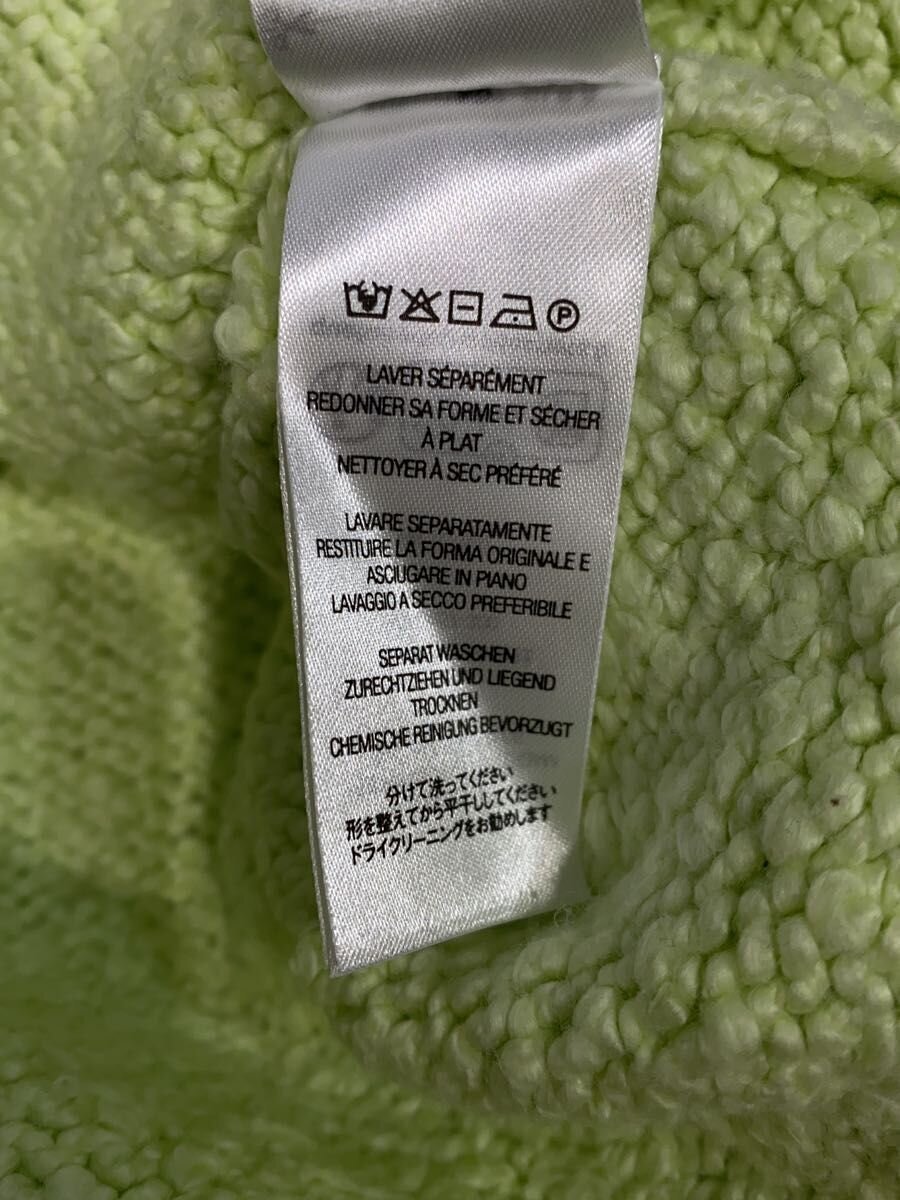 P
LAVER SÉPARÉMENT
REDONNER SA FORME ET SÉCHER
À PLAT
NETTOYER À SEC PRÉFÉRÉ
LAVARE SEPARATAMENTE
RESTITUIRE LA FORMA ORIGINALE E
ASCIUGARE IN PIANO
LAVAGGIO A SECCO PREFERIBILE
SEPARAT WASCHEN
ZURECHTZIEHEN UND LIEGEND
TROCKNEN
CHEMISCHE REINIGUNG BEVORZUGT
分けて洗ってください
形を整えてから平干ししてください
ドライクリーニングをお勧めします